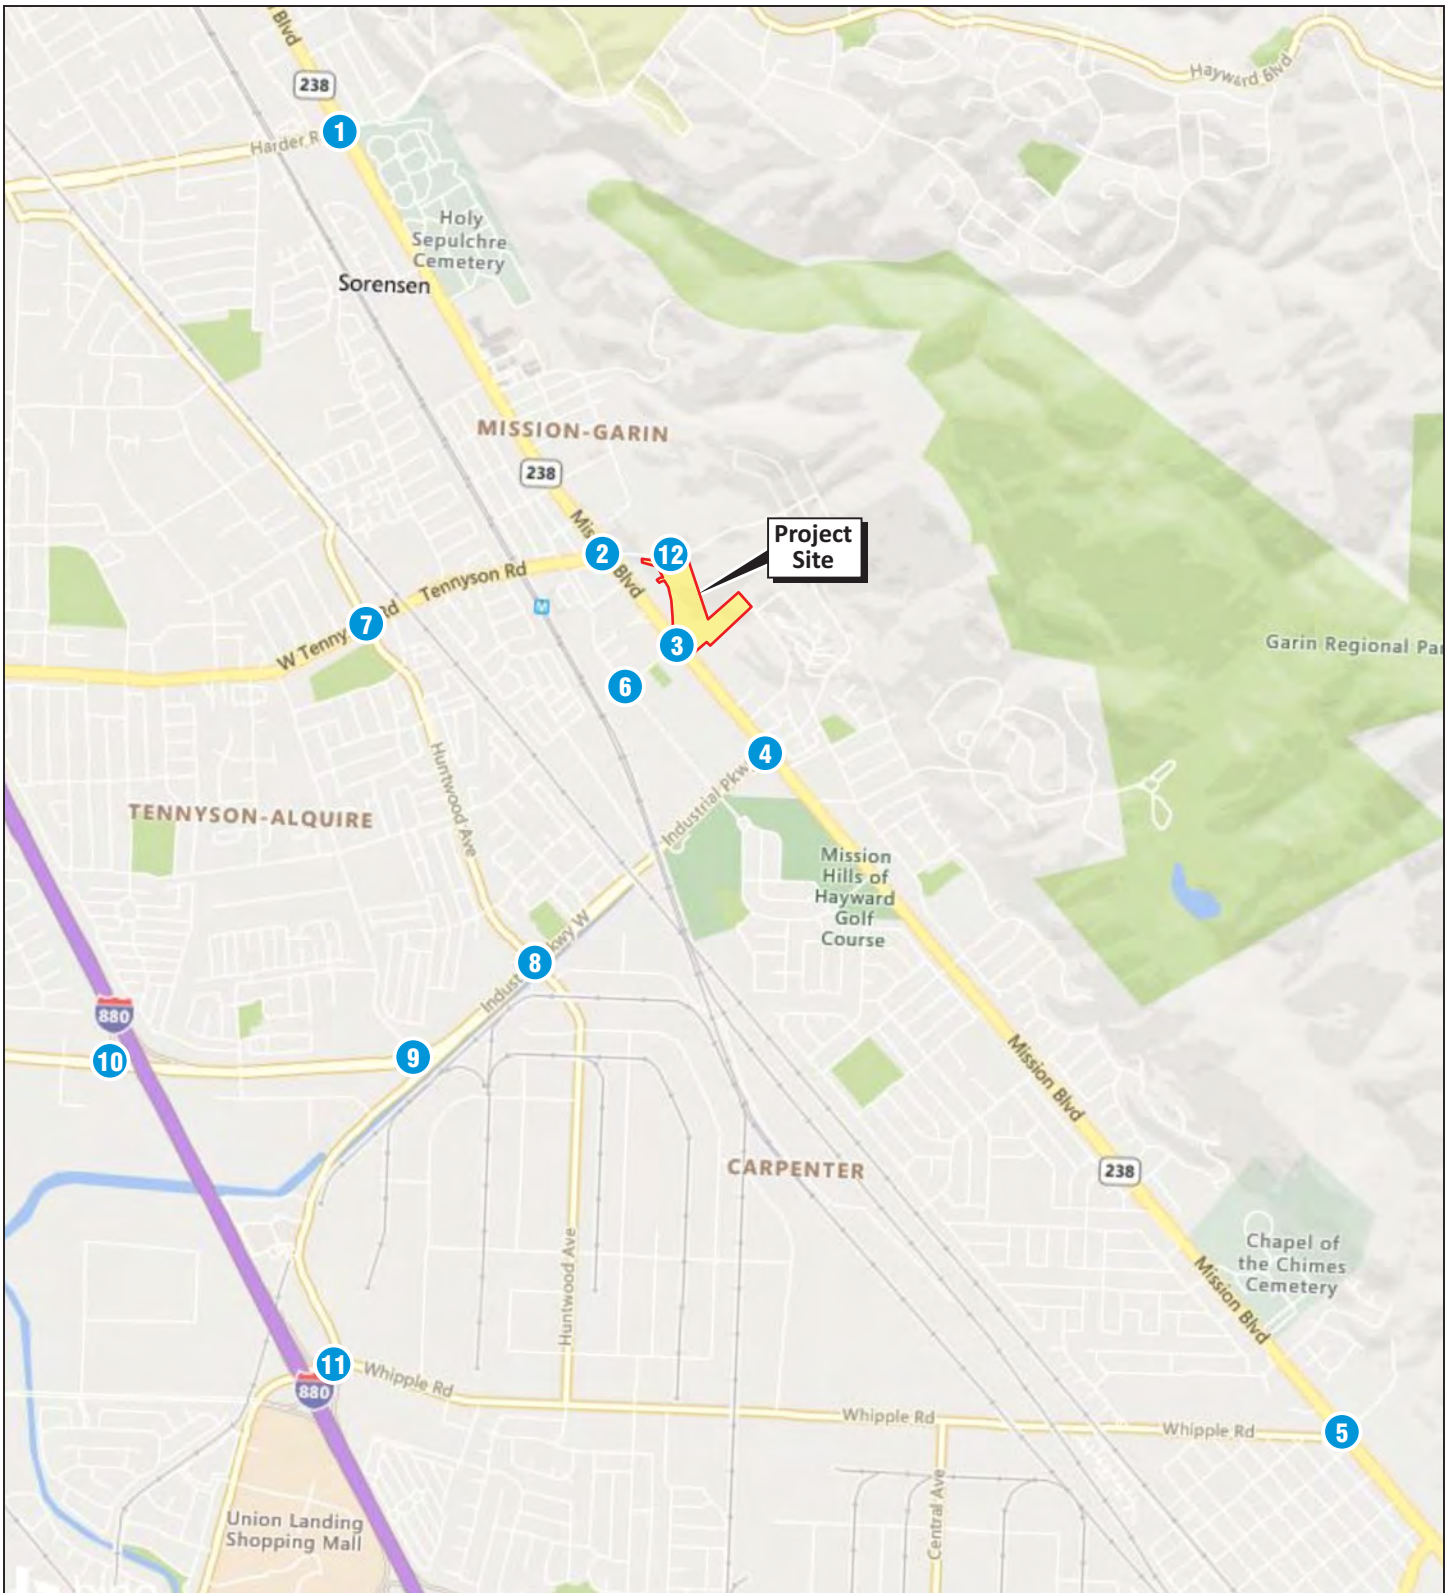 Blvd
Hayward Blvd
238
1
Harder R
Holy
Sepulchre
Cemetery
Sorensen
MISSION-GARIN
238
Mis
Blvd
2
12
Project
Site
Tennyson Rd
7
Rd
W Tenny
M
3
Garin Regional Par
6
4
Industrial Pkw
Huntwood Ave
TENNYSON-ALQUIRE
Mission
Hills of
Hayward
Golf
Course
8
kwy W
Indust
880
10
9
Mission Blvd
CARPENTER
238
Chapel of
the Chimes
Cemetery
Mission Blvd
Huntwood Ave
11
880
Whipple Rd
Whipple Rd
Whipple Rd
5
Central Ave
Union Landing
Shopping Mall